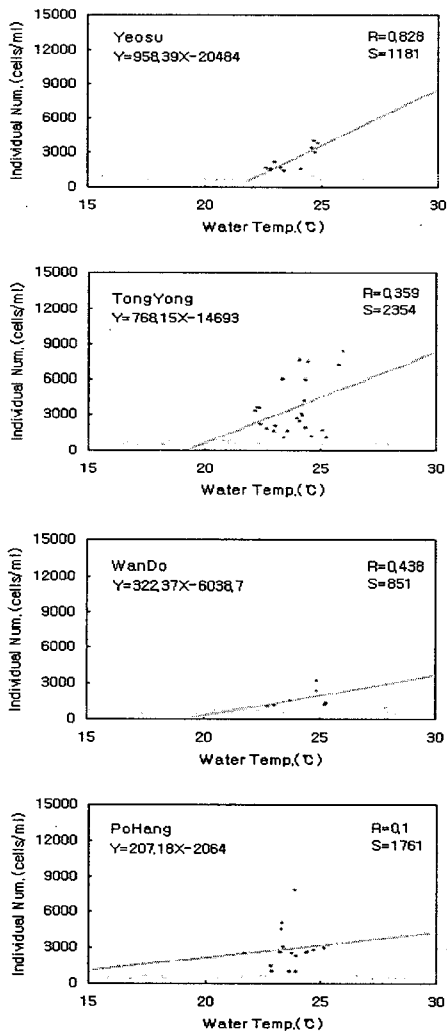 15000
12000
9000
6000
3000
0
Individual Num.(cells/ml)
Yeosu
Y=958.39X-20484
R=0.828
S=1181
15 20 25 30
Water Temp.(℃)
15000
12000
9000
6000
3000
0
Individual Num.(cells/ml)
TongYong
Y=768.15X-14693
R=0.359
S=2354
15 20 25 30
Water Temp.(℃)
15000
12000
9000
6000
3000
0
Individual Num.(cells/ml)
WanDo
Y=322.37X-6038.7
R=0.438
S=851
15 20 25 30
Water Temp.(℃)
15000
12000
9000
6000
3000
0
Individual Num.(cells/ml)
PoHang
Y=207.18X-2064
R=0.1
S=1761
15 20 25 30
Water Temp.(℃)